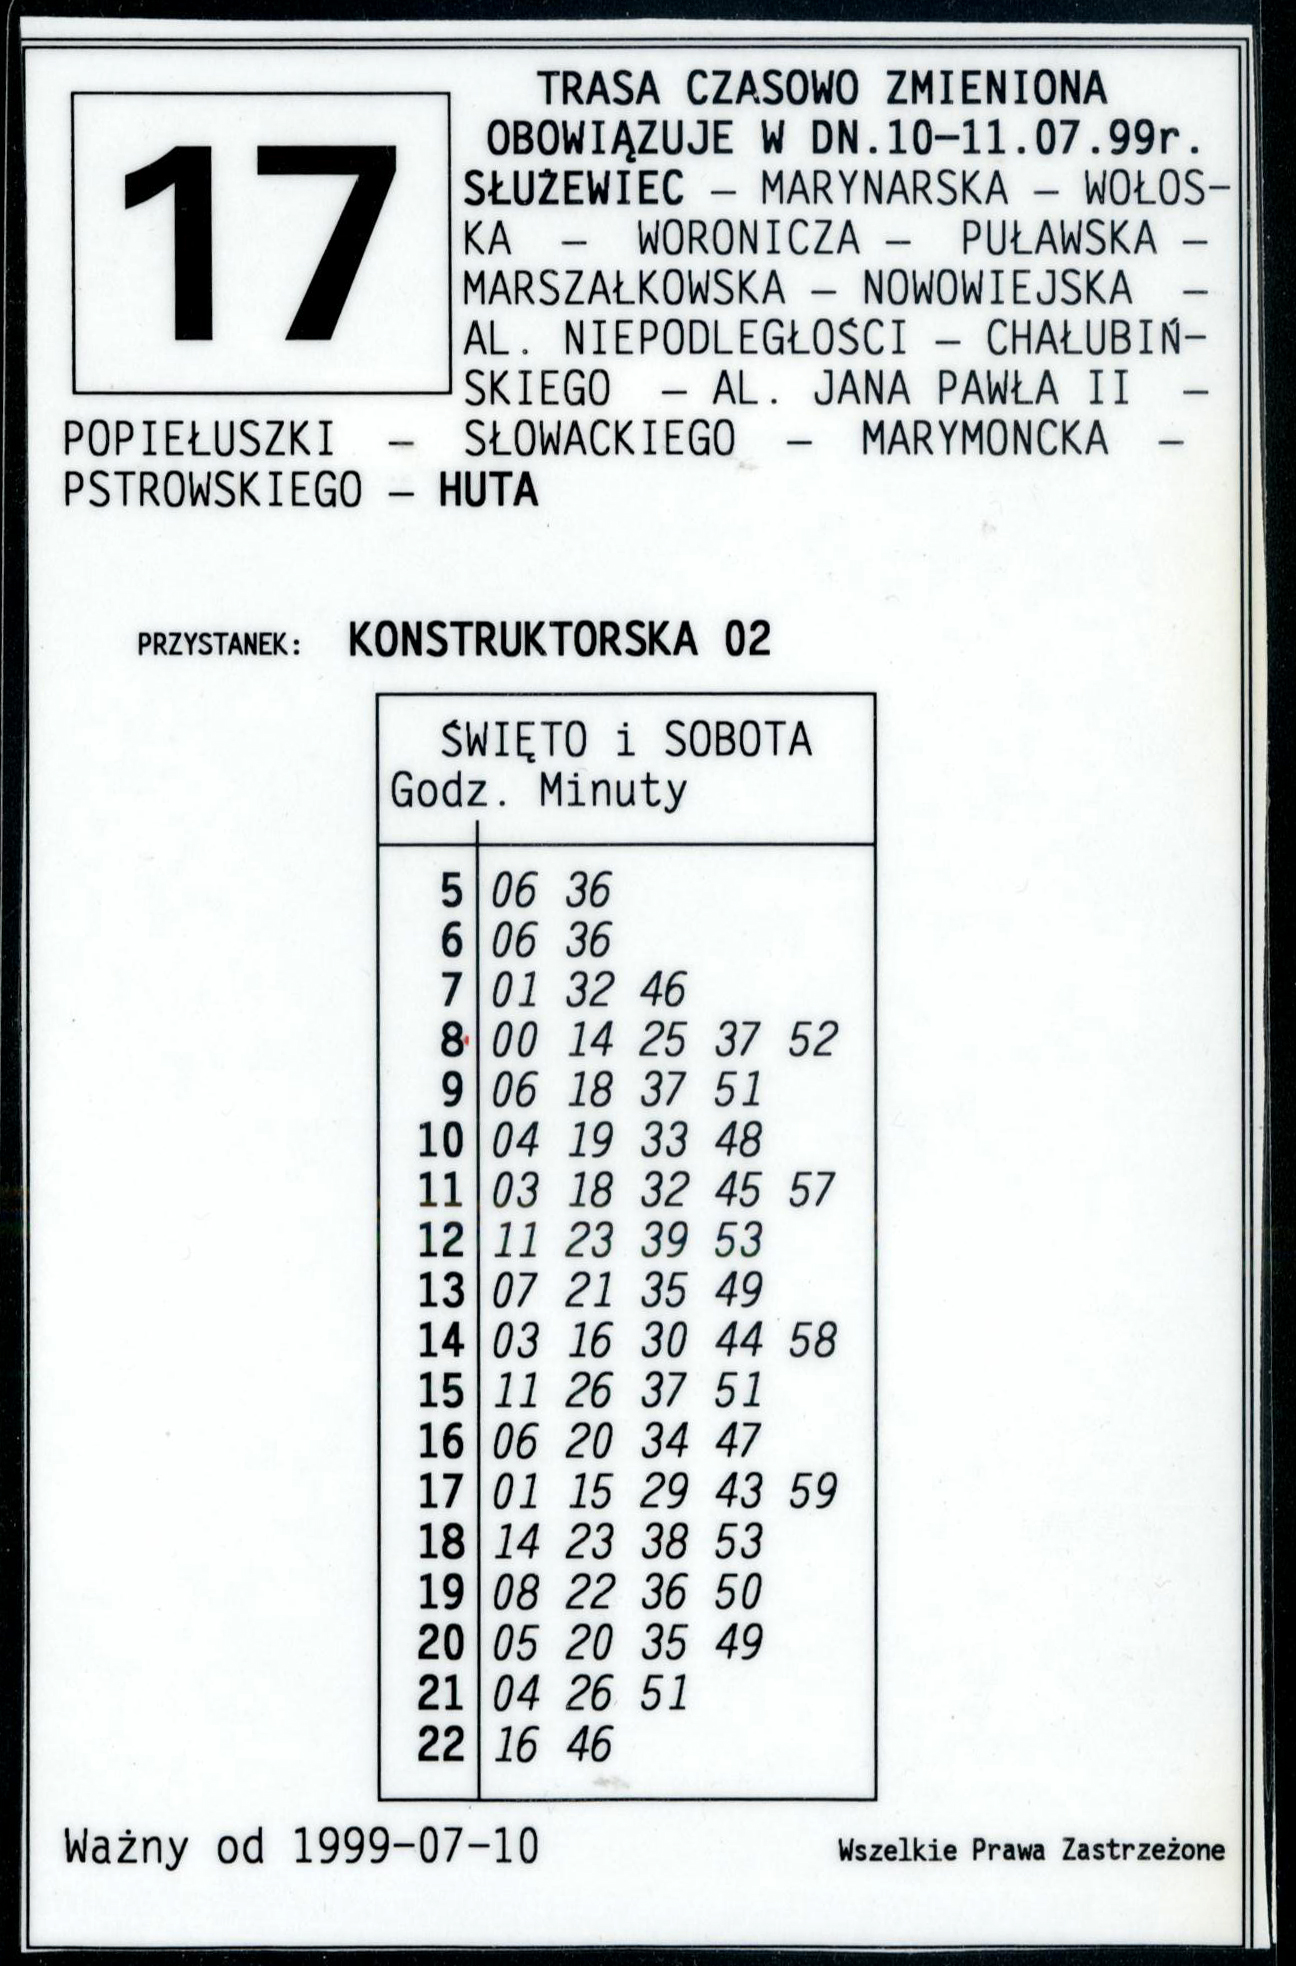 17
TRASA CZASOWO ZMIENIONA
OBOWIĄZUJE W DN.10–11.07.99r.
SŁUŻEWIEC – MARYNARSKA – WOŁOS–
KA – WORONICZA – PUŁAWSKA –
MARSZAŁKOWSKA – NOWOWIEJSKA –
AL. NIEPODLEGŁOŚCI – CHAŁUBIŃ–
SKIEGO – AL. JANA PAWŁA II –
POPIEŁUSZKI – SŁOWACKIEGO – MARYMONCKA –
PSTROWSKIEGO – HUTA
PRZYSTANEK: KONSTRUKTORSKA 02
ŚWIĘTO i SOBOTA
Godz. Minuty
5 06 36
6 06 36
7 01 32 46
8 00 14 25 37 52
9 06 18 37 51
10 04 19 33 48
11 03 18 32 45 57
12 11 23 39 53
13 07 21 35 49
14 03 16 30 44 58
15 11 26 37 51
16 06 20 34 47
17 01 15 29 43 59
18 14 23 38 53
19 08 22 36 50
20 05 20 35 49
21 04 26 51
22 16 46
Ważny od 1999–07–10
Wszelkie Prawa Zastrzeżone